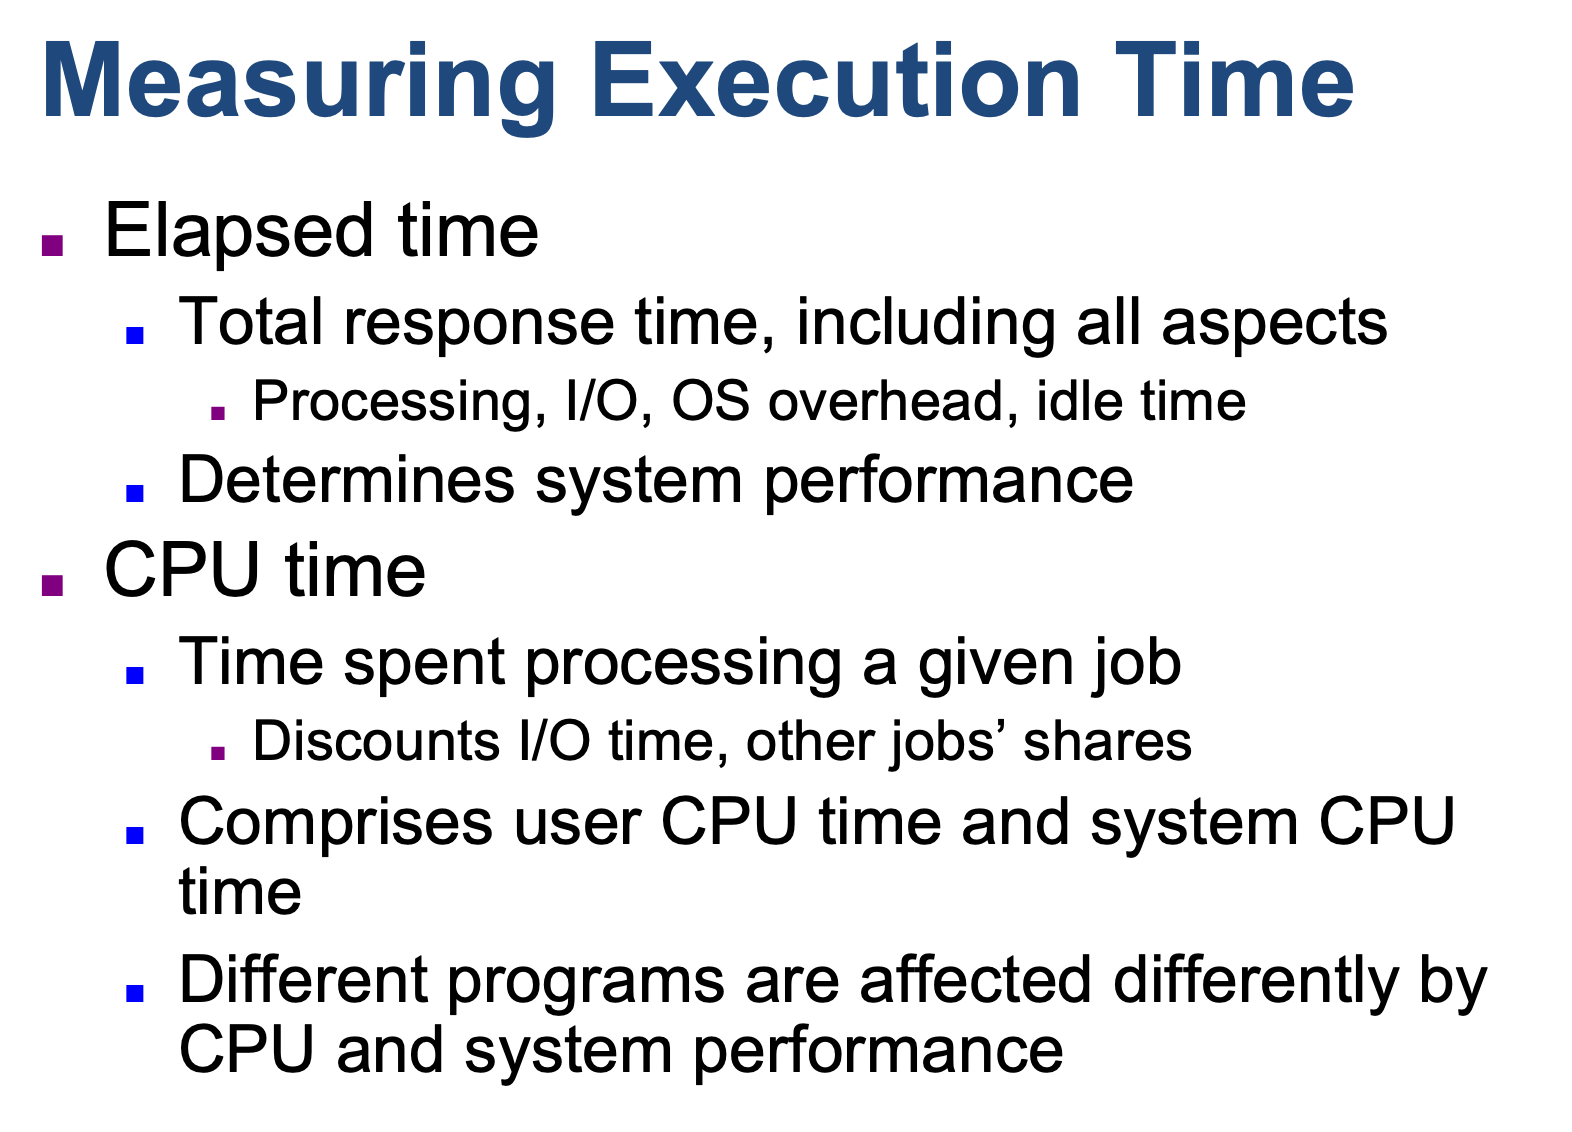 Measuring Execution Time
Elapsed time
Total response time, including all aspects
Processing, I/O, OS overhead, idle time
Determines system performance
CPU time
Time spent processing a given job
Discounts I/O time, other jobs’ shares
Comprises user CPU time and system CPU
time
Different programs are affected differently by
CPU and system performance